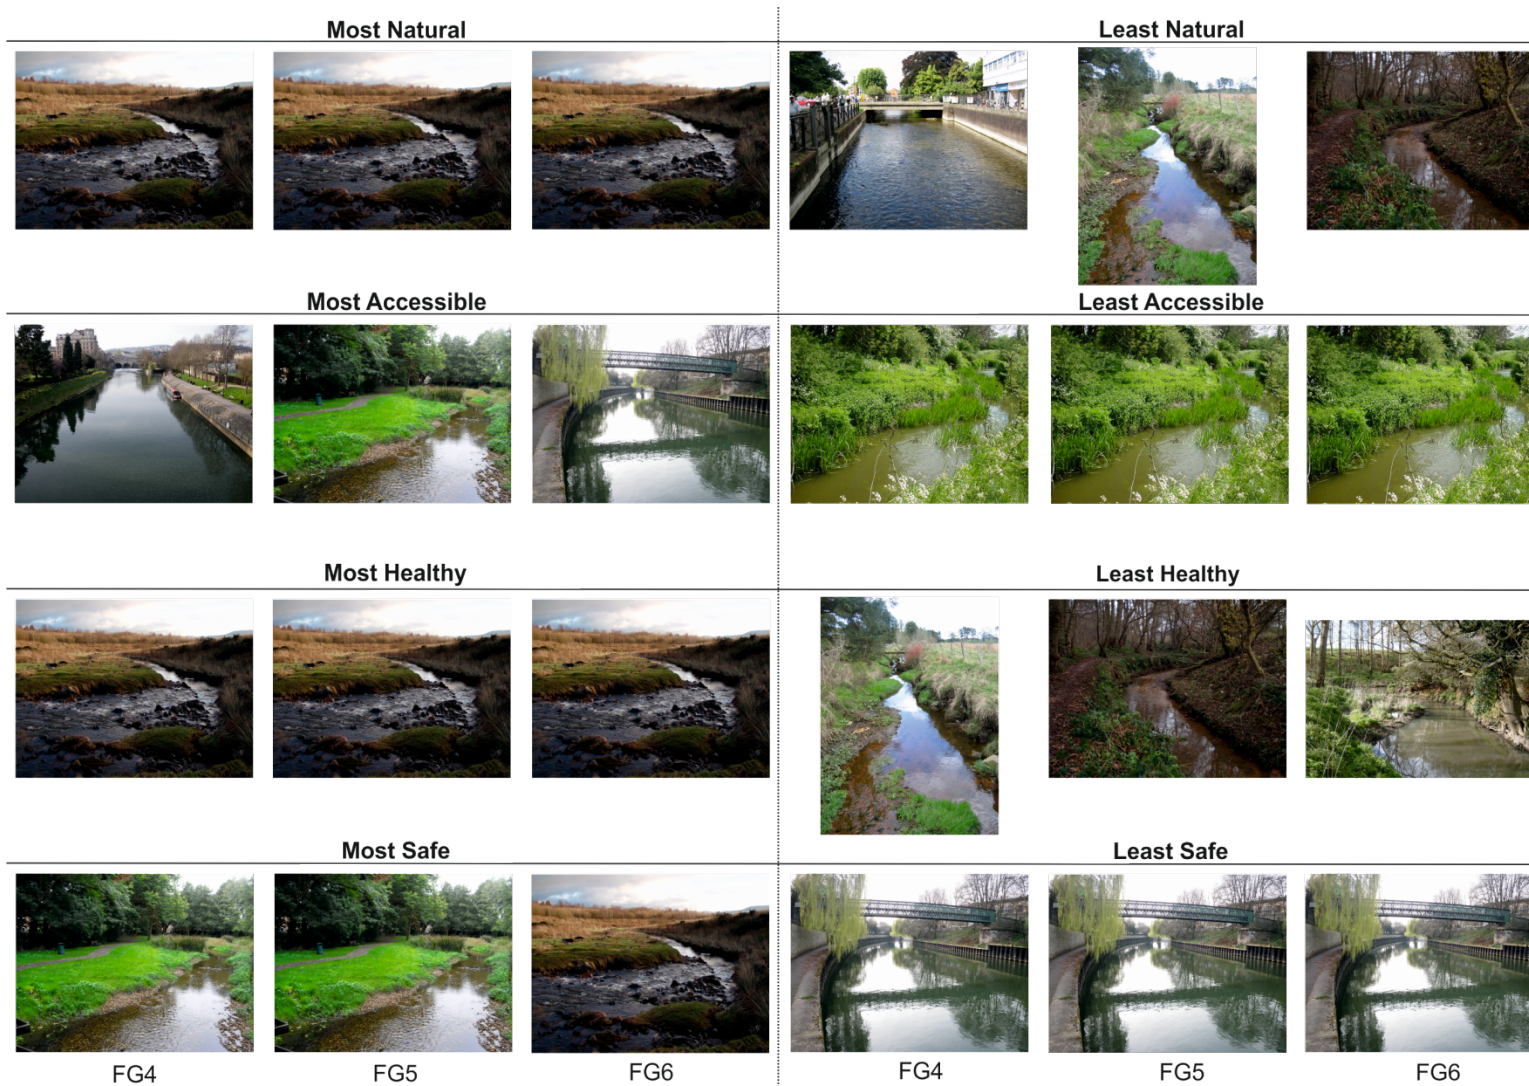 Most Natural
Least Natural
Most Accessible
Least Accessible
Most Healthy
Least Healthy
Most Safe
Least Safe
FG4 FG5 FG6 FG4 FG5 FG6